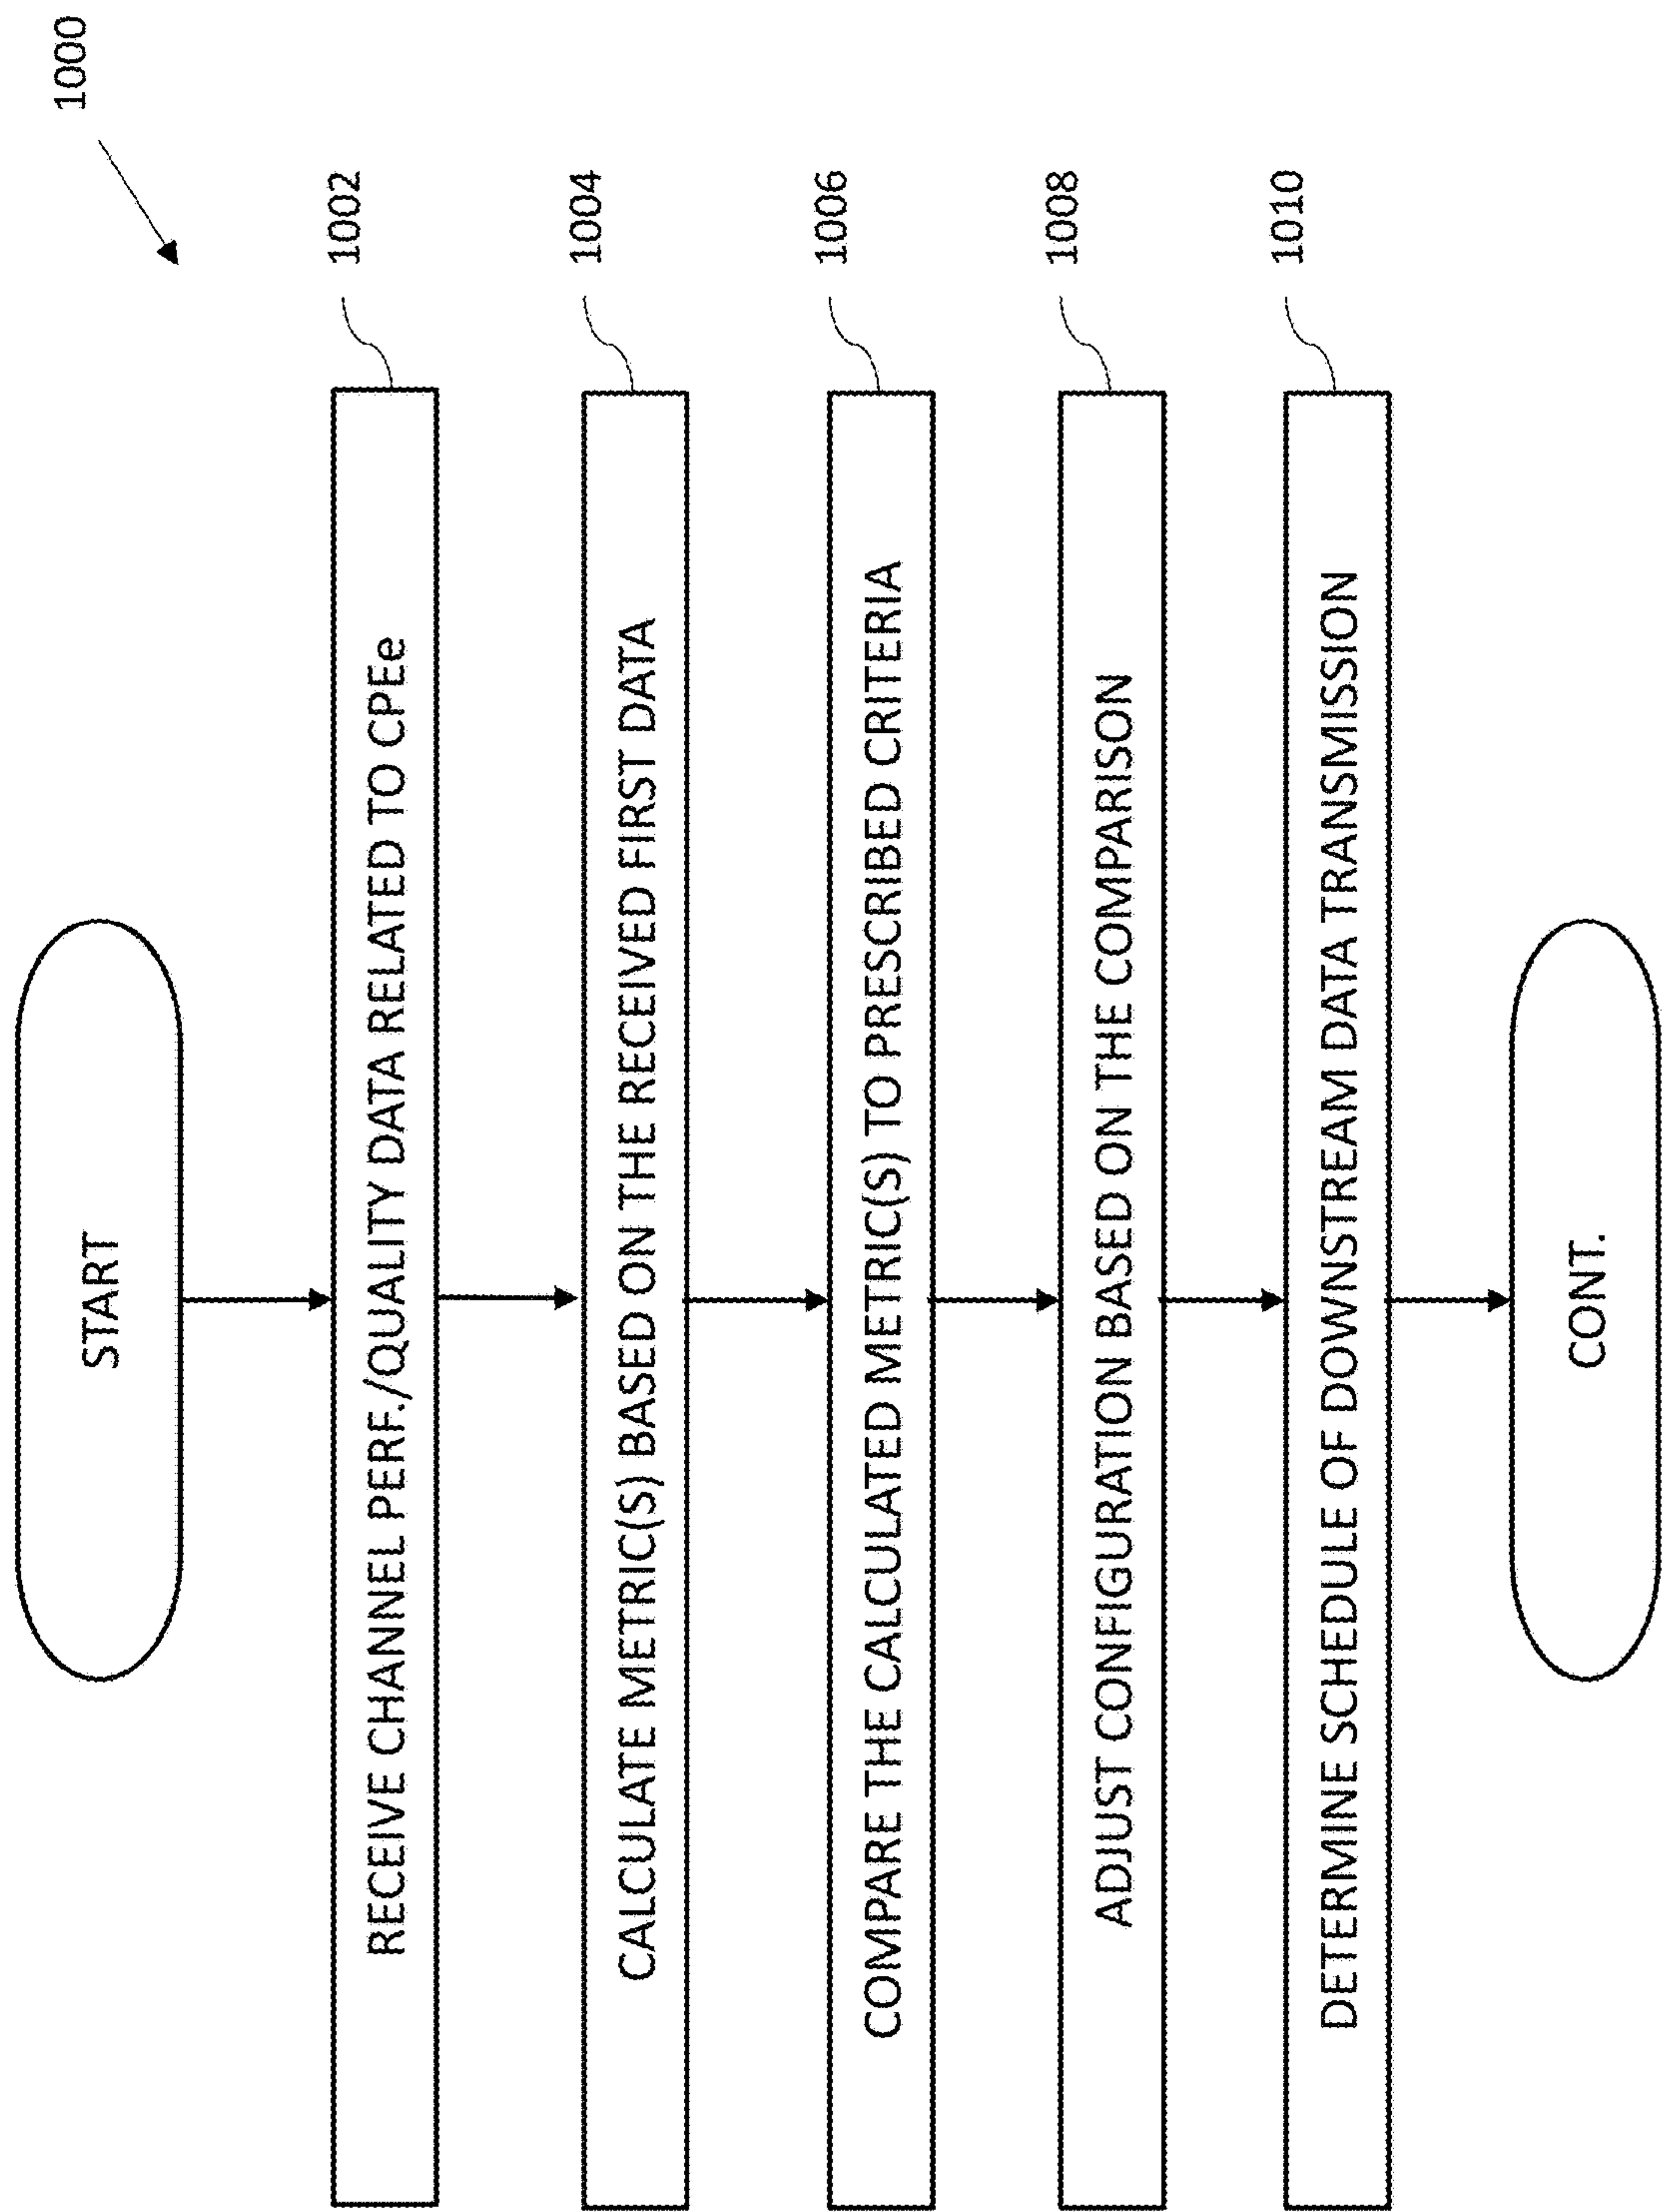 1000
START
RECEIVE CHANNEL PERF./QUALITY DATA RELATED TO CPEe
1002
CALCULATE METRIC(S) BASED ON THE RECEIVED FIRST DATA
1004
COMPARE THE CALCULATED METRIC(S) TO PRESCRIBED CRITERIA
1006
ADJUST CONFIGURATION BASED ON THE COMPARISON
1008
DETERMINE SCHEDULE OF DOWNSTREAM DATA TRANSMISSION
1010
CONT.